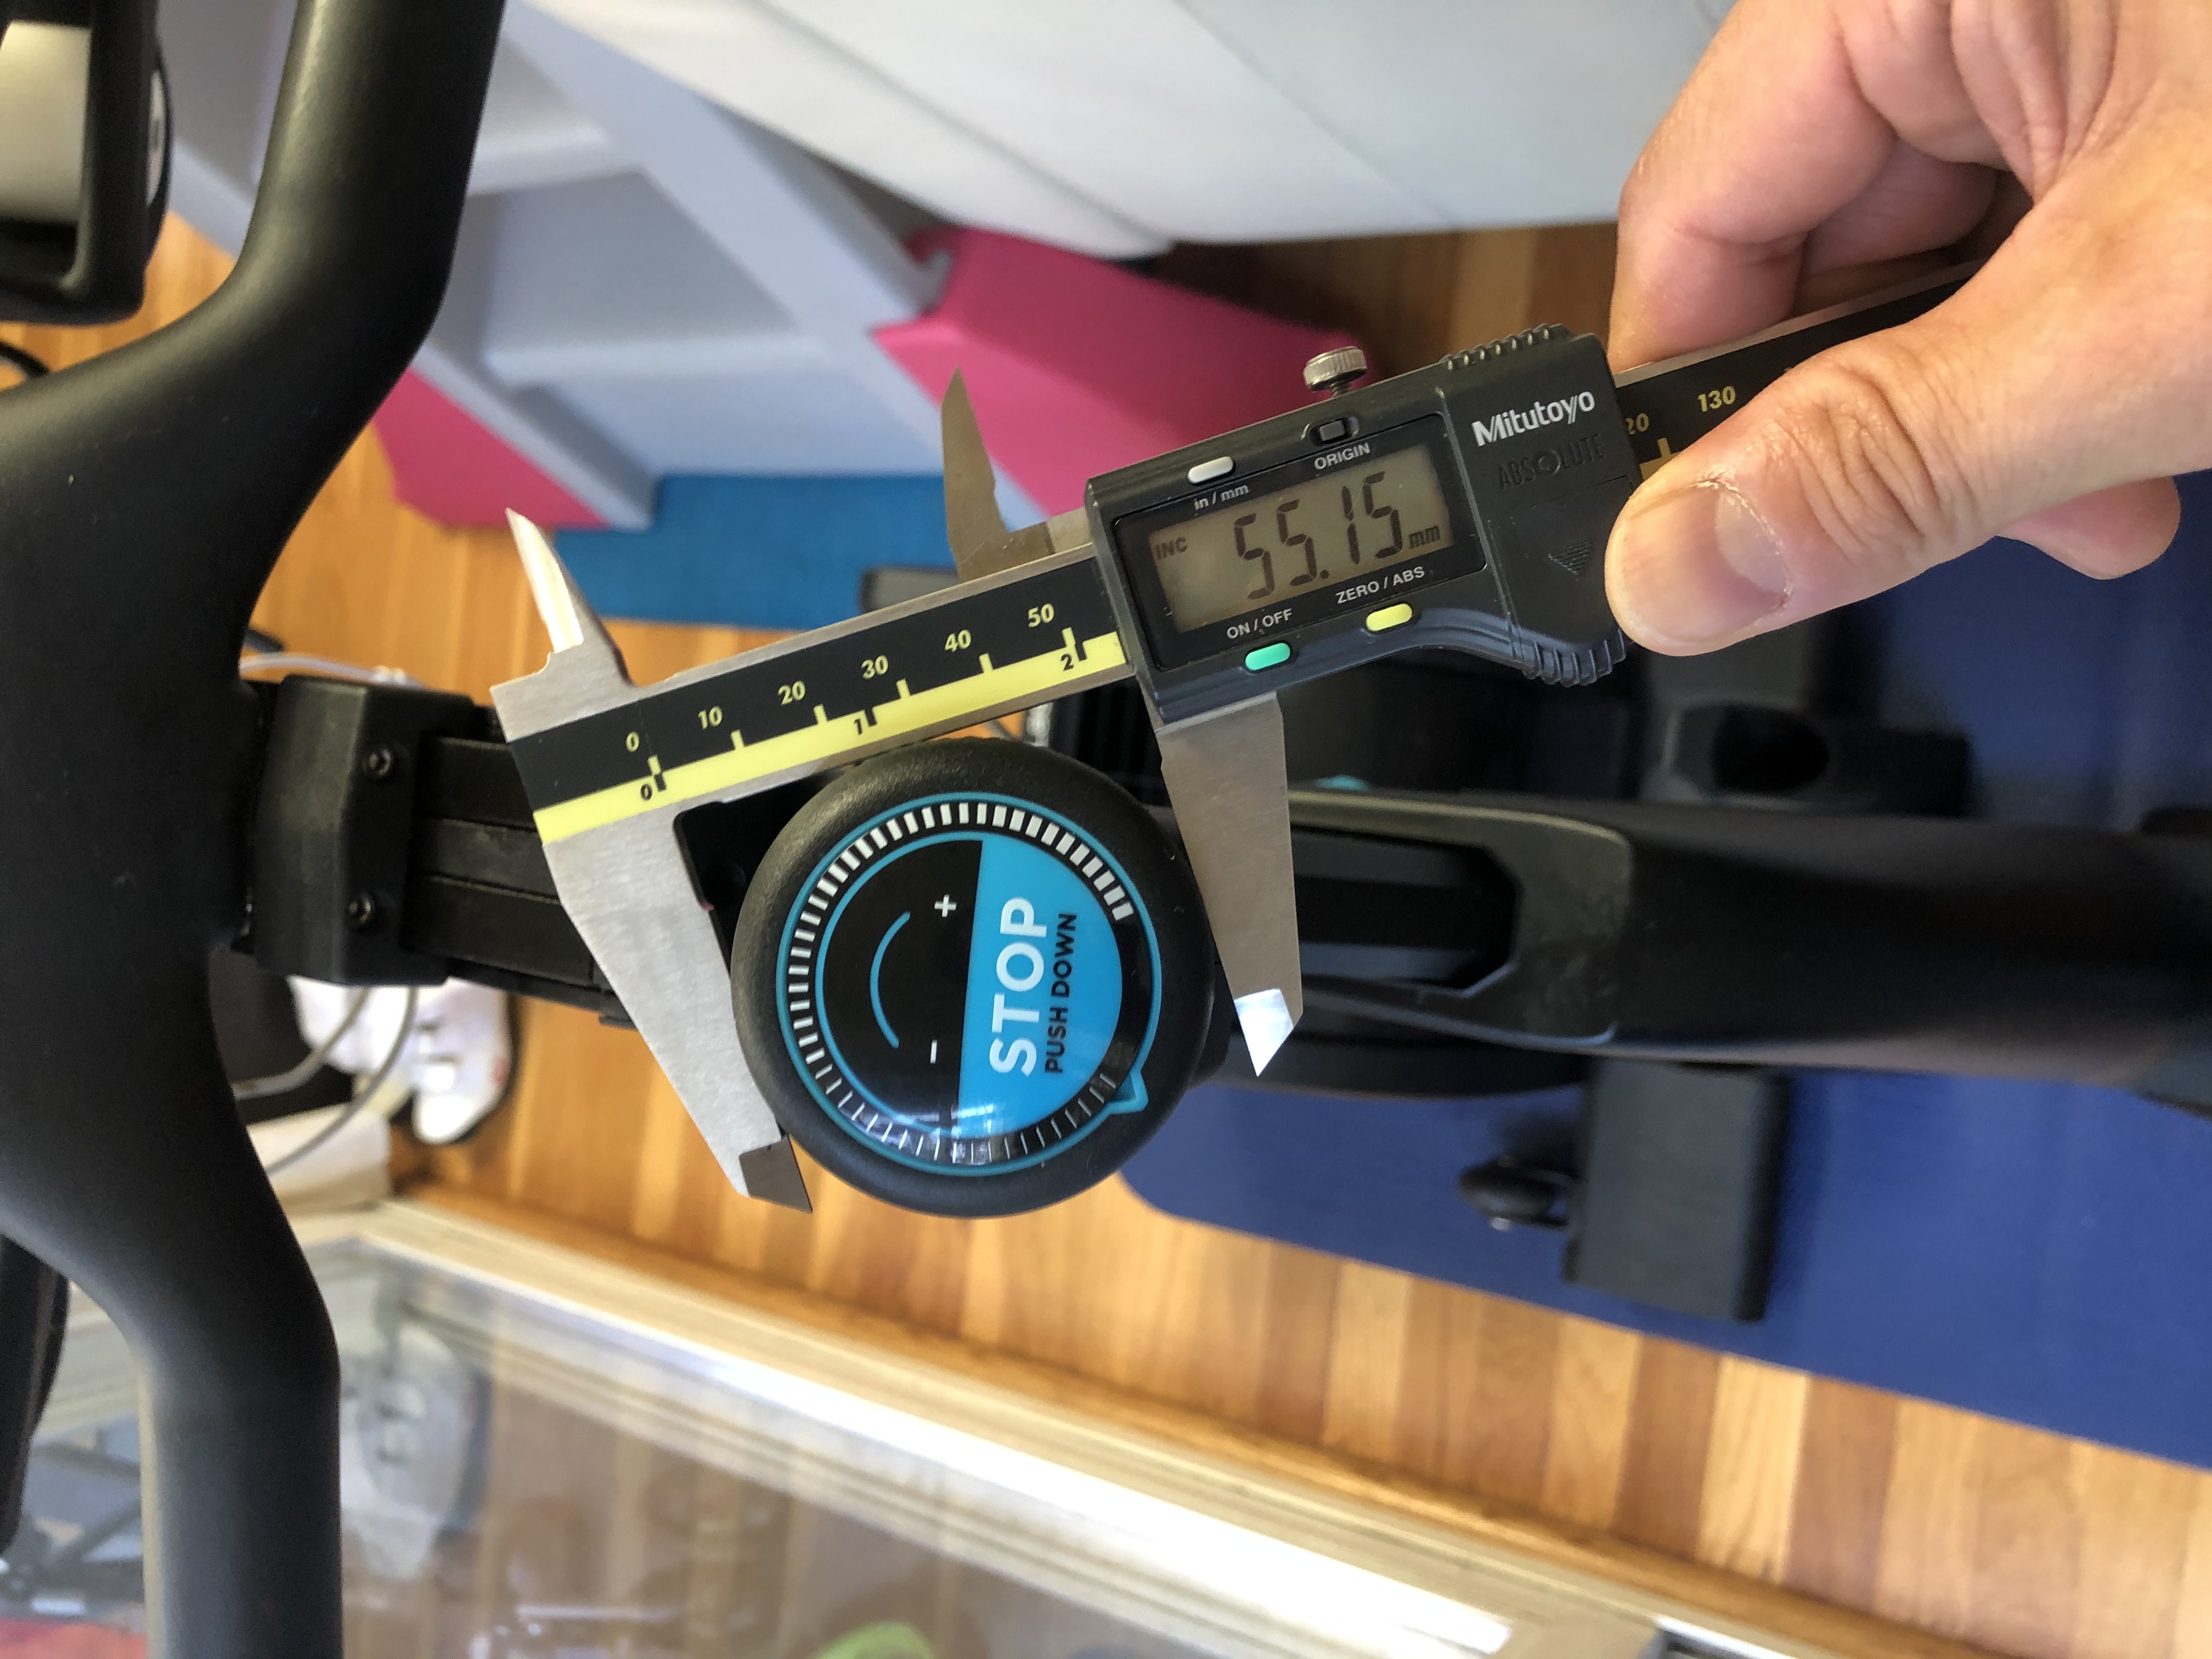 0
0
10
20
1
30
40
50
2
- +
STOP
PUSH DOWN
INC
in/mm
ON/OFF
55.15 mm
ORIGIN
ZERO/ABS
Mitutoyo
ABSOLUTE
20
130